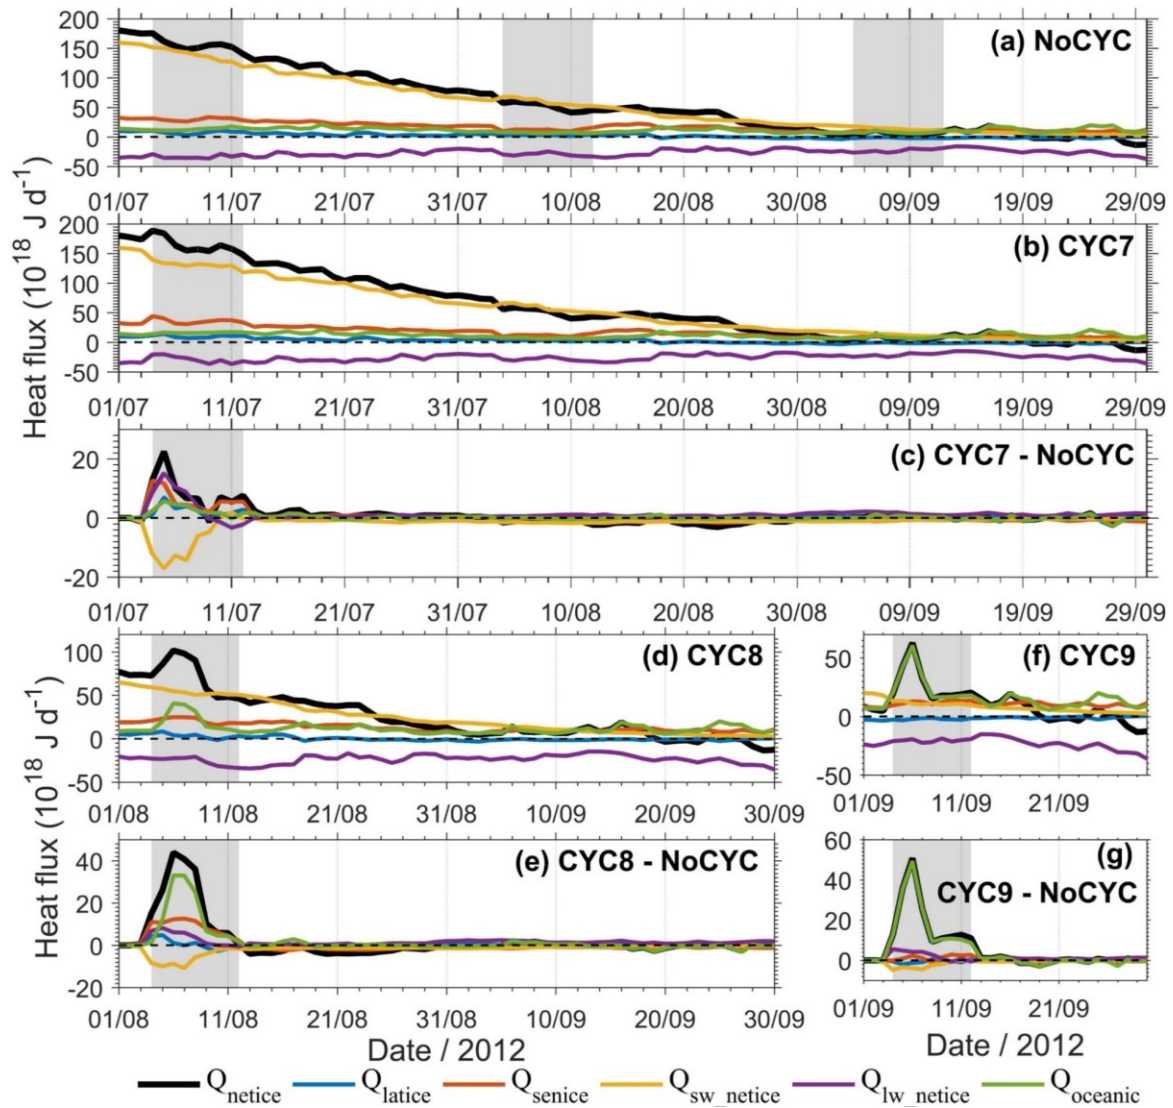 200
150
100
50
0
-50
(a) NoCYC
01/07 11/07 21/07 31/07 10/08 20/08 30/08 09/09 19/09 29/09
200
150
100
50
0
-50
(b) CYC7
01/07 11/07 21/07 31/07 10/08 20/08 30/08 09/09 19/09 29/09
Heat flux (10^18 J d^-1)
20
0
-20
(c) CYC7 - NoCYC
01/07 11/07 21/07 31/07 10/08 20/08 30/08 09/09 19/09 29/09
100
50
0
-50
(d) CYC8
01/08 11/08 21/08 31/08 10/09 20/09 30/09
50
0
-50
(f) CYC9
01/09 11/09 21/09
Heat flux (10^18 J d^-1)
40
20
0
-20
(e) CYC8 - NoCYC
01/08 11/08 21/08 31/08 10/09 20/09 30/09
60
40
20
0
(g)
CYC9 - NoCYC
01/09 11/09 21/09
Date / 2012
Date / 2012
Q_netice Q_latice Q_senice Q_sw_netice Q_lw_netice Q_oceanic